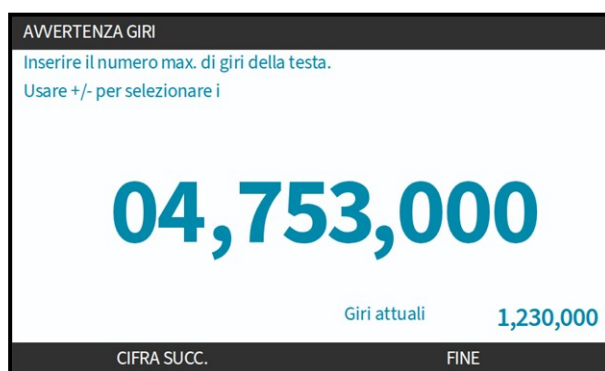 AVVERTENZA GIRI
Inserire il numero max. di giri della testa.
Usare +/- per selezionare i
04,753,000
Giri attuali 1,230,000
CIFRA SUCC. FINE